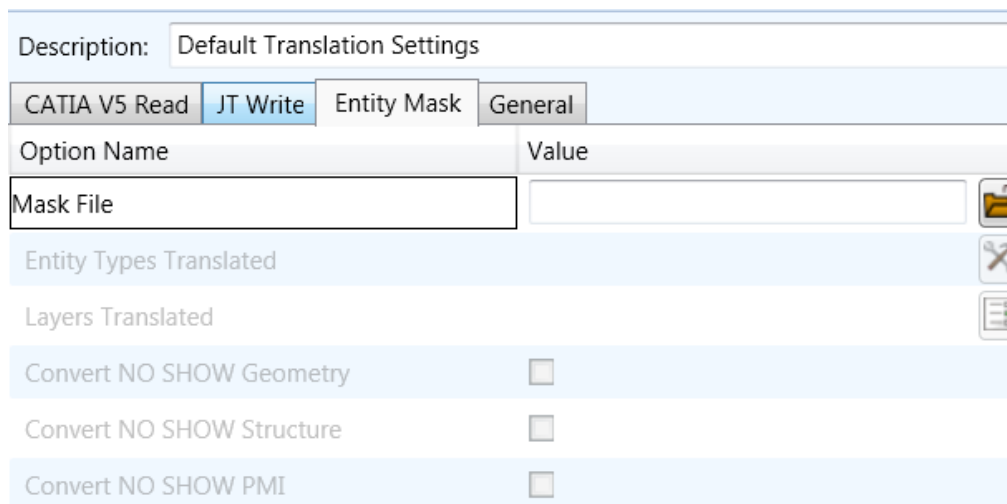 Description: Default Translation Settings
CATIA V5 Read JT Write Entity Mask General
Option Name Value
Mask File
Entity Types Translated
Layers Translated
Convert NO SHOW Geometry
Convert NO SHOW Structure
Convert NO SHOW PMI